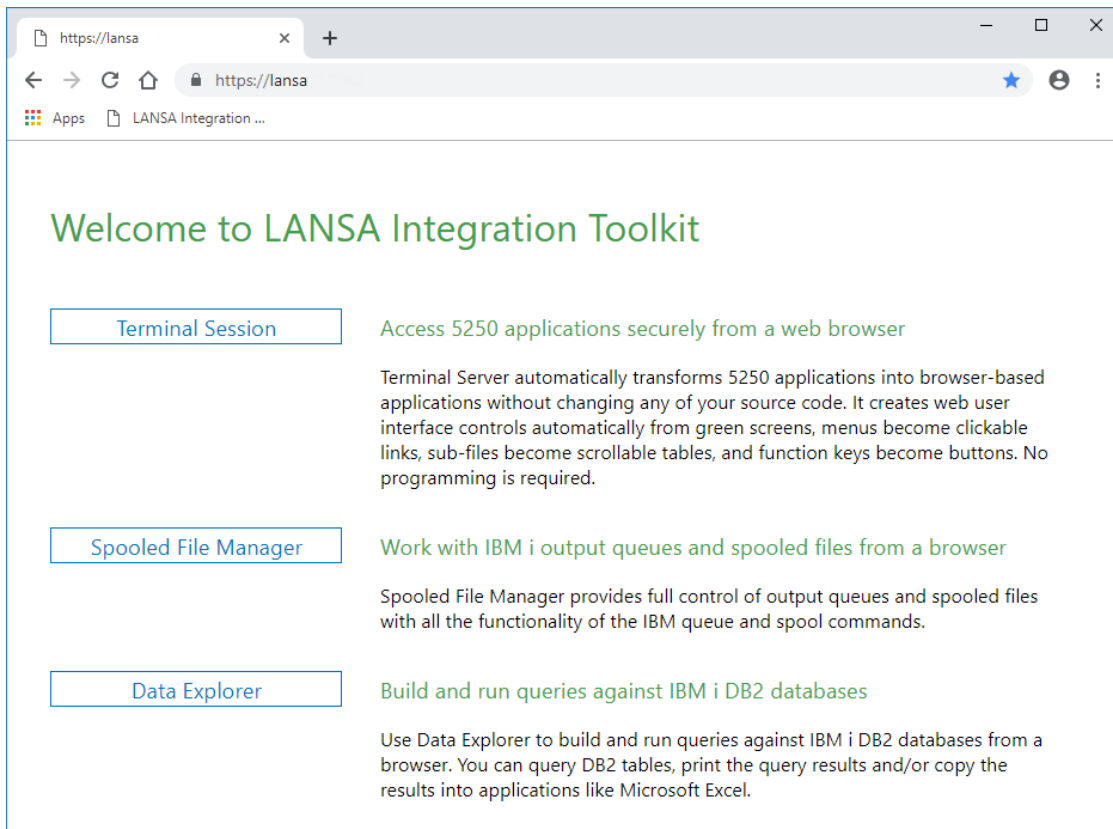 https://lansa
https://lansa
Apps LANSA Integration ...
Welcome to LANSA Integration Toolkit
Terminal Session
Access 5250 applications securely from a web browser
Terminal Server automatically transforms 5250 applications into browser-based
applications without changing any of your source code. It creates web user
interface controls automatically from green screens, menus become clickable
links, sub-files become scrollable tables, and function keys become buttons. No
programming is required.
Spooled File Manager
Work with IBM i output queues and spooled files from a browser
Spooled File Manager provides full control of output queues and spooled files
with all the functionality of the IBM queue and spool commands.
Data Explorer
Build and run queries against IBM i DB2 databases
Use Data Explorer to build and run queries against IBM i DB2 databases from a
browser. You can query DB2 tables, print the query results and/or copy the
results into applications like Microsoft Excel.